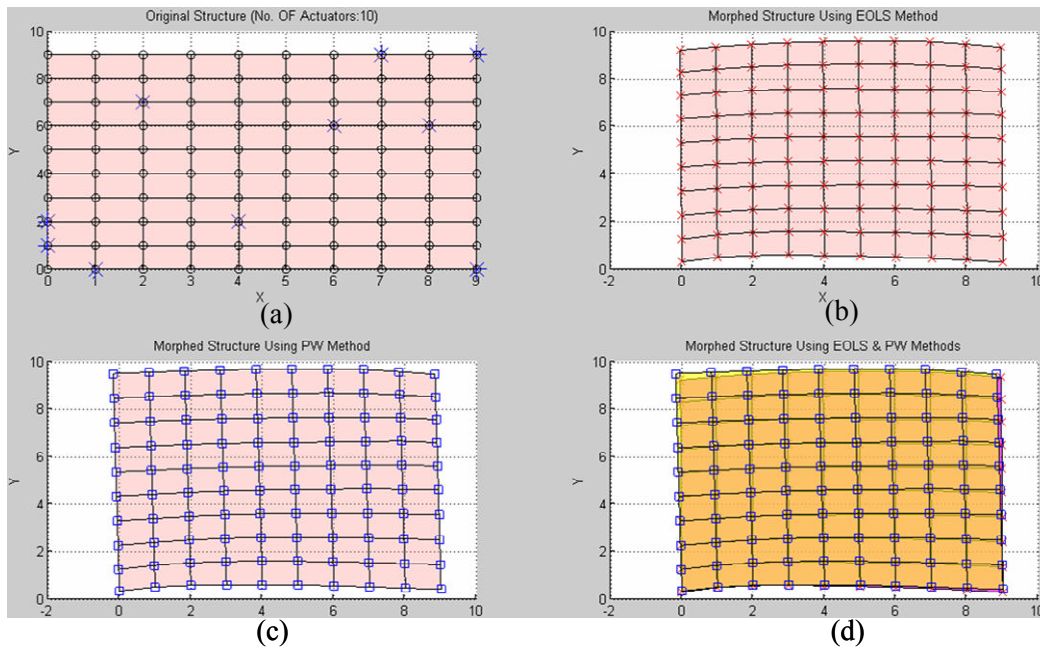 Original Structure (No. OF Actuators:10)
10
8
6
4
2
0
Y
0 1 2 3 4 5 6 7 8 9
X
(a)
Morphed Structure Using EOLS Method
10
8
6
4
2
0
Y
-2 0 2 4 6 8 10
X
(b)
Morphed Structure Using PW Method
10
8
6
4
2
0
Y
0 2 4 6 8 10
(c)
Morphed Structure Using EOLS & PW Methods
10
8
6
4
2
0
Y
-2 0 2 4 6 8 10
(d)